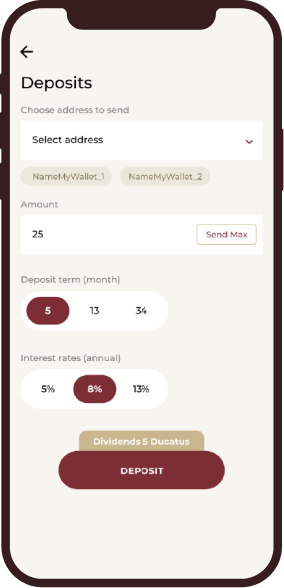 Deposits
Choose address to send
Select address
NameMyWallet_1 NameMyWallet_2
Amount
25 Send Max
Deposit term (month)
5 13 34
Interest rates (annual)
5% 8% 13%
Dividends 5 Ducatus
DEPOSIT